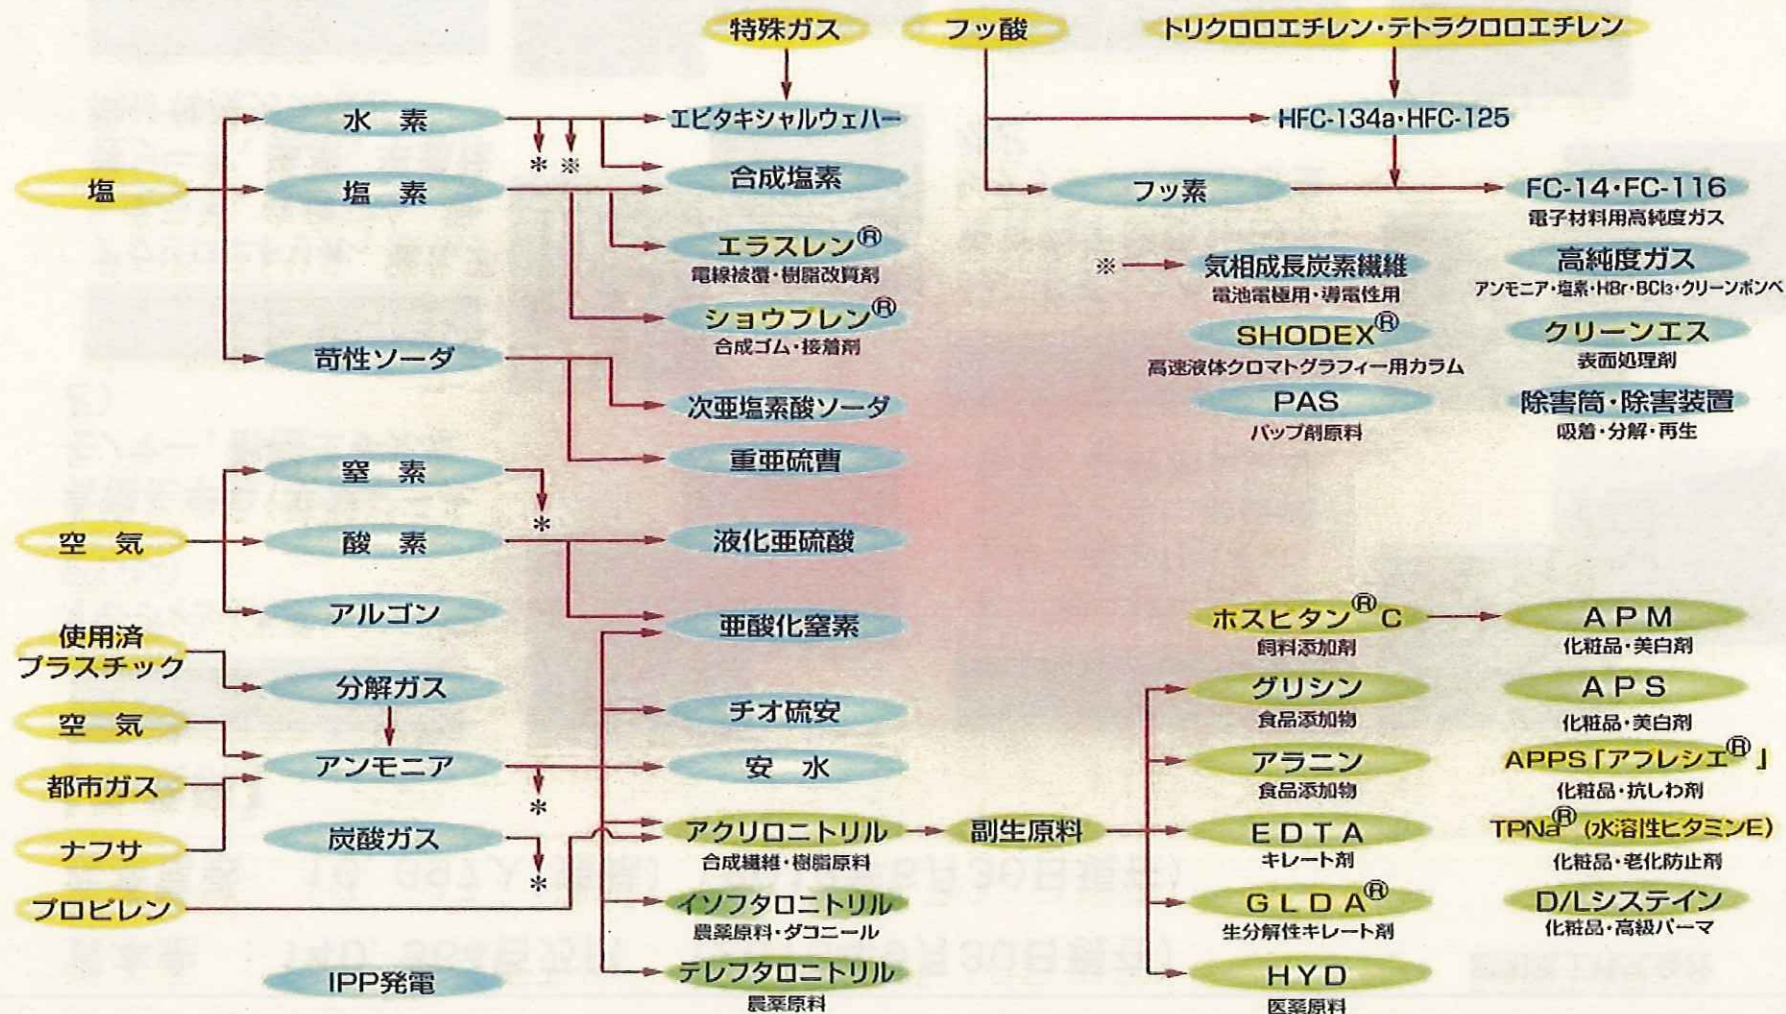 特殊ガス
フッ酸
トリクロロエチレン・テトラクロロエチレン
水 素
エピタキシャルウェハー
HFC-134a・HFC-125
* ※
塩
塩 素
合成塩素
フッ素
FC-14・FC-116
電子材料用高純度ガス
エラスレン®
電線被覆・樹脂改質剤
※
気相成長炭素繊維
電池電極用・導電性用
高純度ガス
アンモニア・塩素・HBr・BCl₃・クリーンボンベ
ショウプレン®
合成ゴム・接着剤
SHODEX®
高速液体クロマトグラフィー用カラム
クリーンエス
表面処理剤
苛性ソーダ
次亜塩素酸ソーダ
PAS
パップ剤原料
除害筒・除害装置
吸着・分解・再生
窒 素
重亜硫曹
*
空 気
酸 素
液化亜硫酸
アルゴン
亜酸化窒素
ホスピタン®C
飼料添加剤
APM
化粧品・美白剤
使用済
プラスチック
分解ガス
チオ硫安
グリシン
食品添加物
APS
化粧品・美白剤
空 気
アンモニア
安 水
アラニン
食品添加物
APPS「アプレシエ®」
化粧品・抗しわ剤
都市ガス
*
炭酸ガス
アクリロニトリル
合成繊維・樹脂原料
副生原料
EDTA
キレート剤
TPNa®(水溶性ビタミンE)
化粧品・老化防止剤
ナフサ
*
プロピレン
イソフタロニトリル
農薬原料・ダコニール
GLDA®
生分解性キレート剤
D/Lシステイン
化粧品・高級パーマ
IPP発電
テレフタロニトリル
農薬原料
HYD
医薬原料